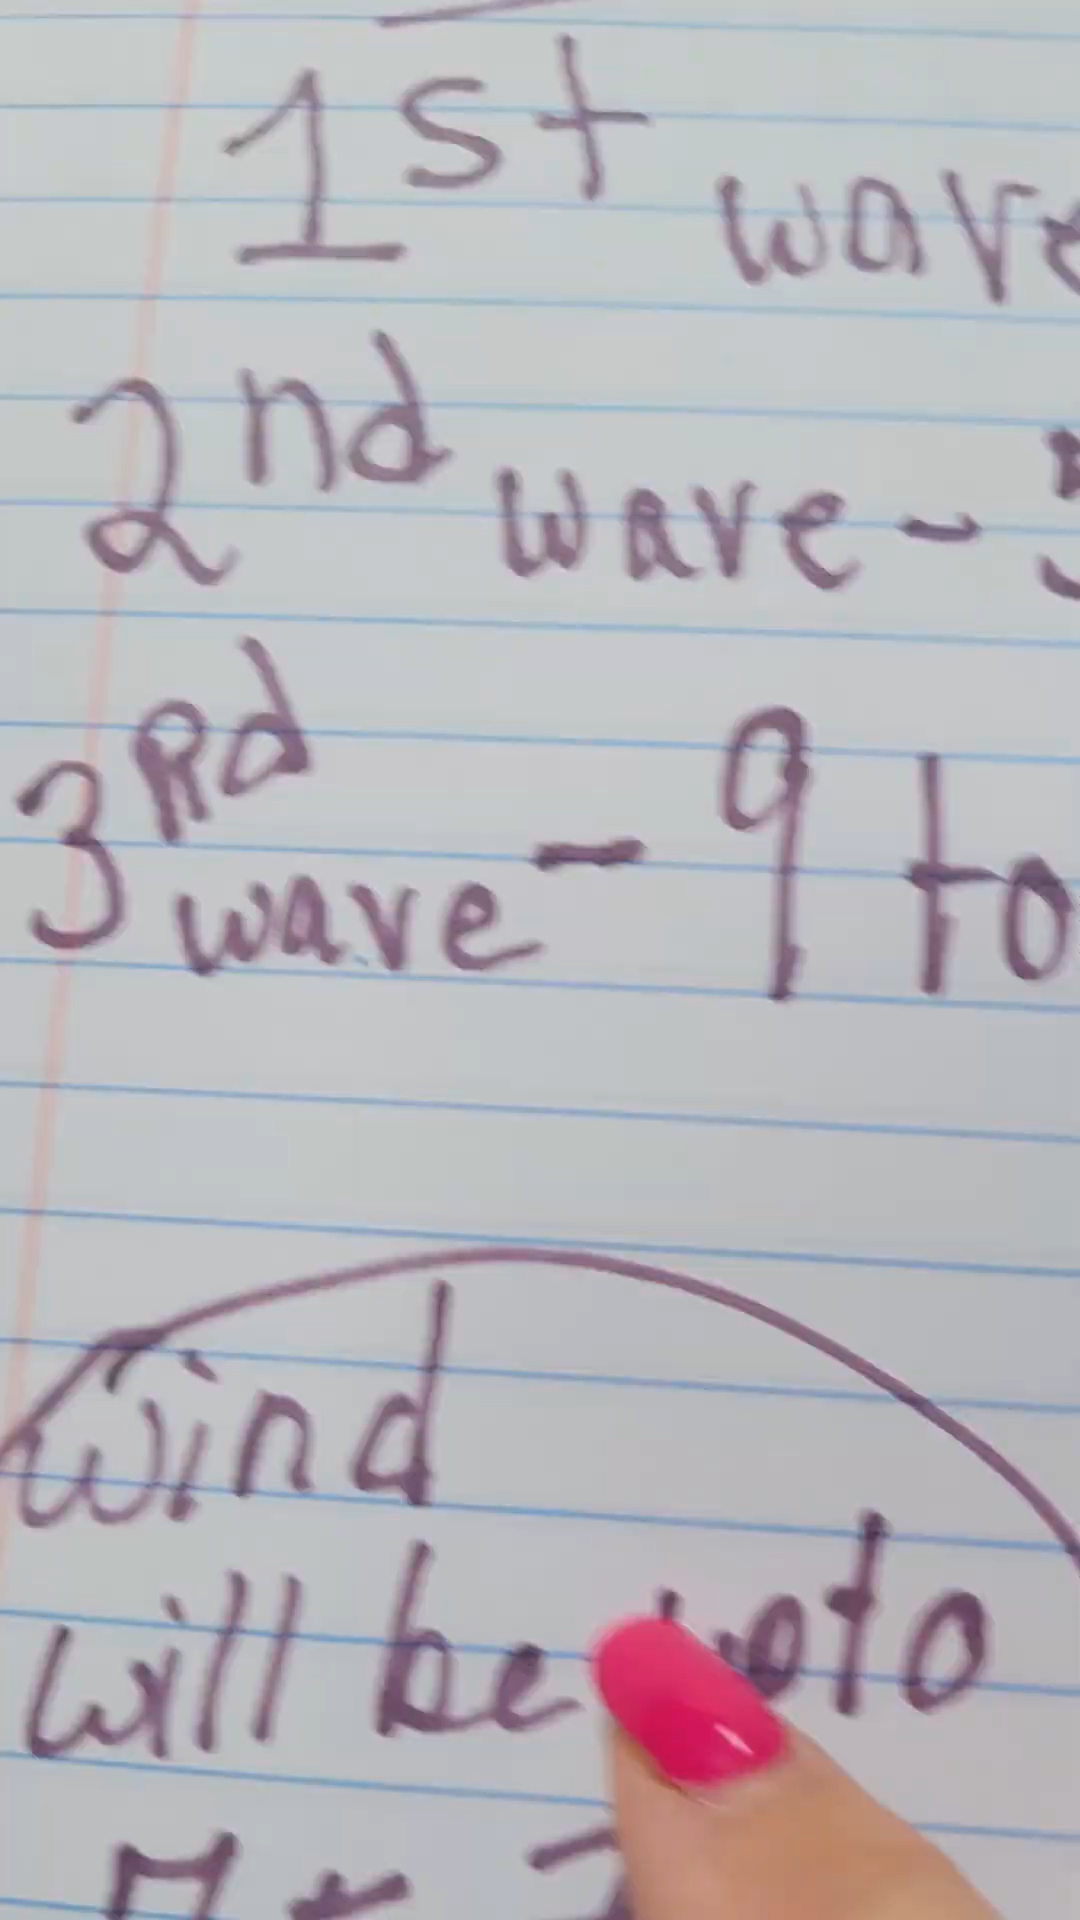 1st wave
2nd wave -
3rd wave - 9 to
wind
will be